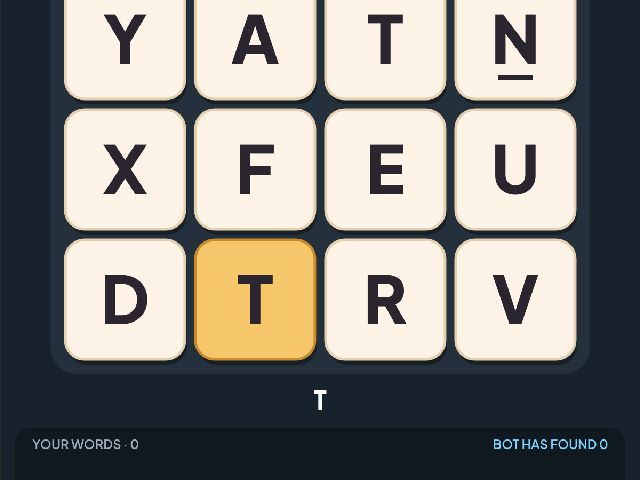 Y A T N
X F E U
D T R V
T
YOUR WORDS · 0 BOT HAS FOUND 0